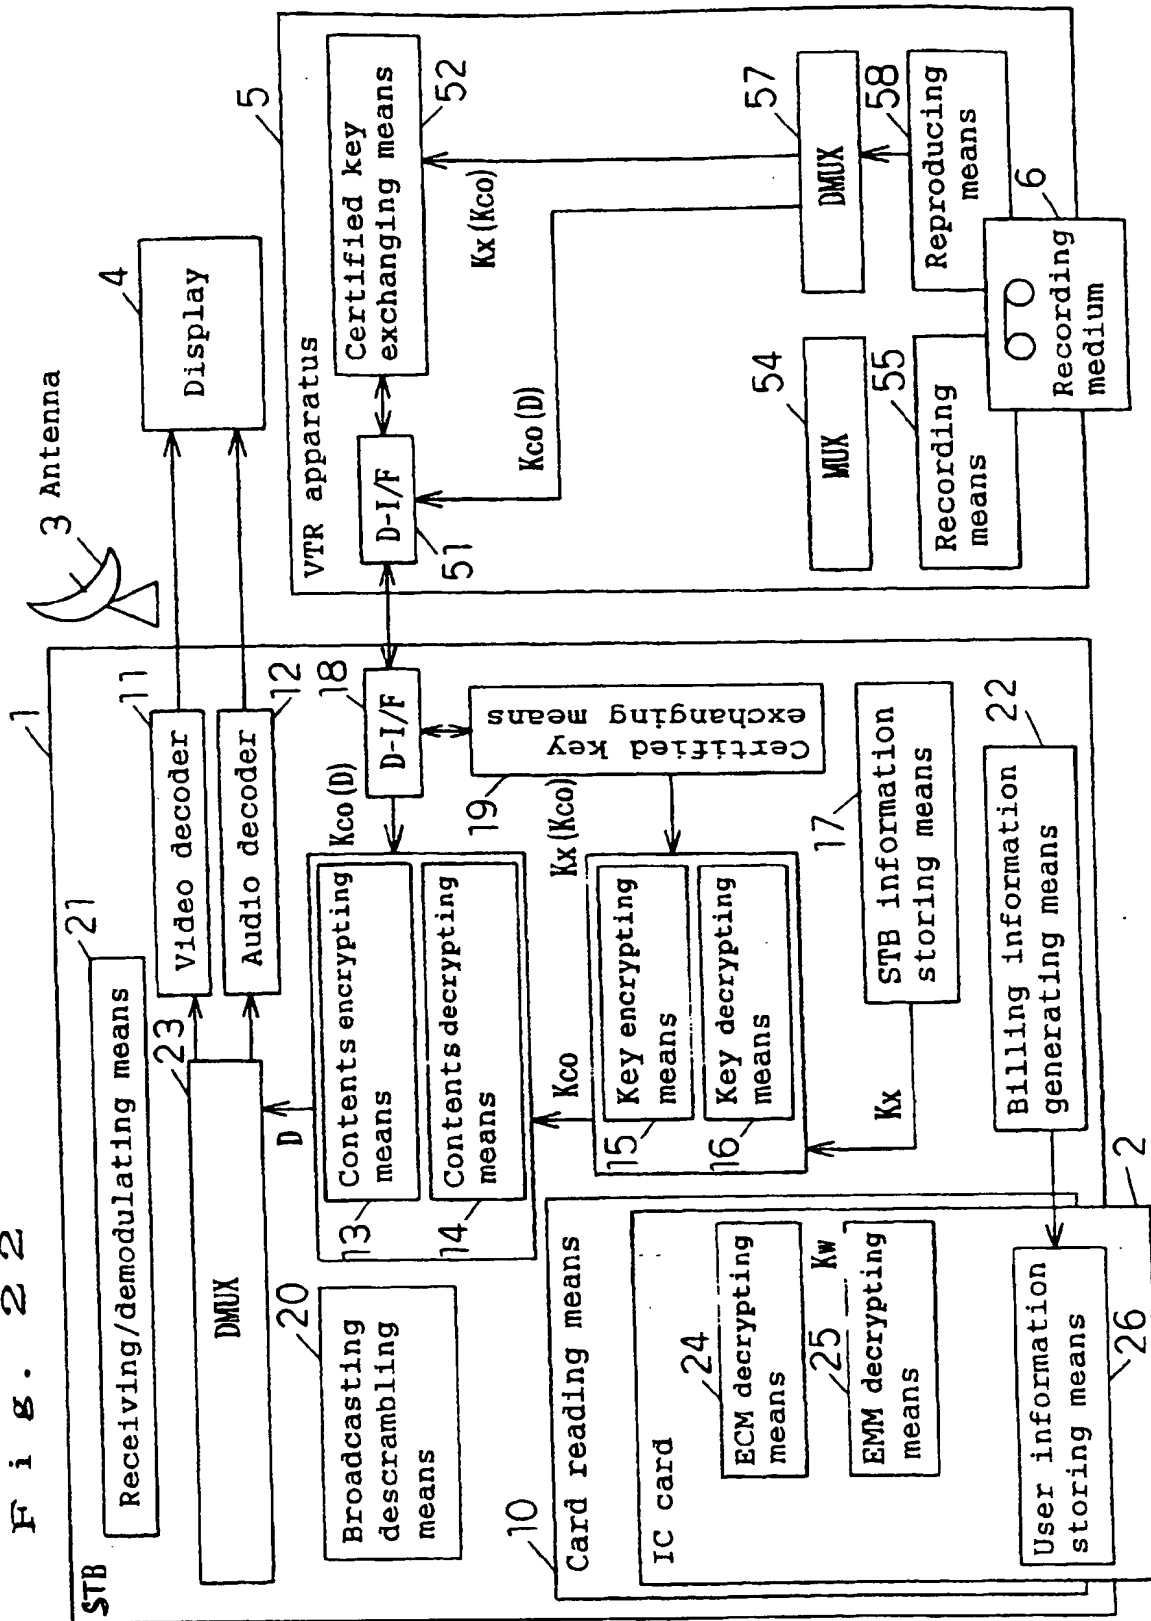 Fig. 22
STB
1
Receiving/demodulating means
21
DMUX
23
Video decoder
11
Audio decoder
12
3 Antenna
Display
4
Broadcasting
descrambling
means
20
D
Contents encrypting
means
13
Contents decrypting
means
14
Kco(D)
D-I/F
18
Certified key
exchanging means
19
Kx(Kco)
Kco
Key encrypting
means
15
Key decrypting
means
16
Kx
STB information
storing means
17
Billing information
generating means
22
Card reading means
10
IC card
2
ECM decrypting
means
24
Kw
EMM decrypting
means
25
User information
storing means
26
VTR apparatus
5
D-I/F
51
Certified key
exchanging means
52
Kx(Kco)
Kco(D)
MUX
54
DMUX
57
Recording
means
55
Reproducing
means
58
Recording
medium
6